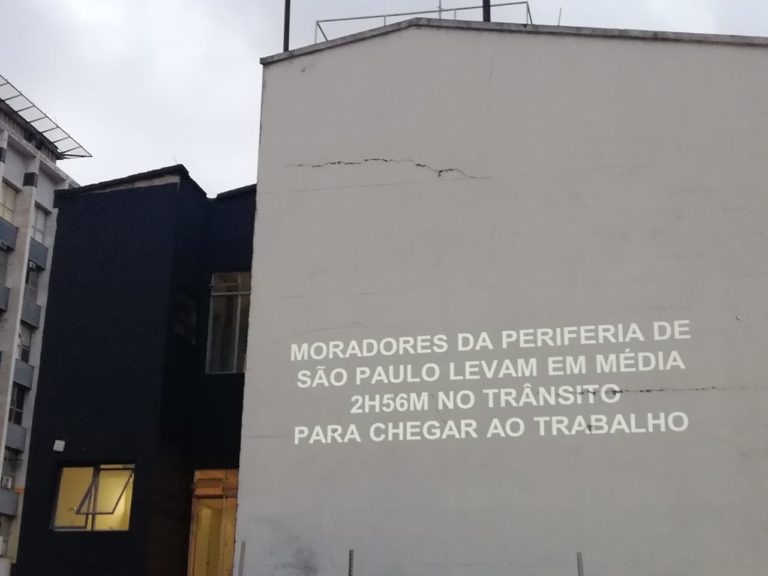 MORADORES DA PERIFERIA DE
SÃO PAULO LEVAM EM MÉDIA
2H56M NO TRÂNSITO
PARA CHEGAR AO TRABALHO